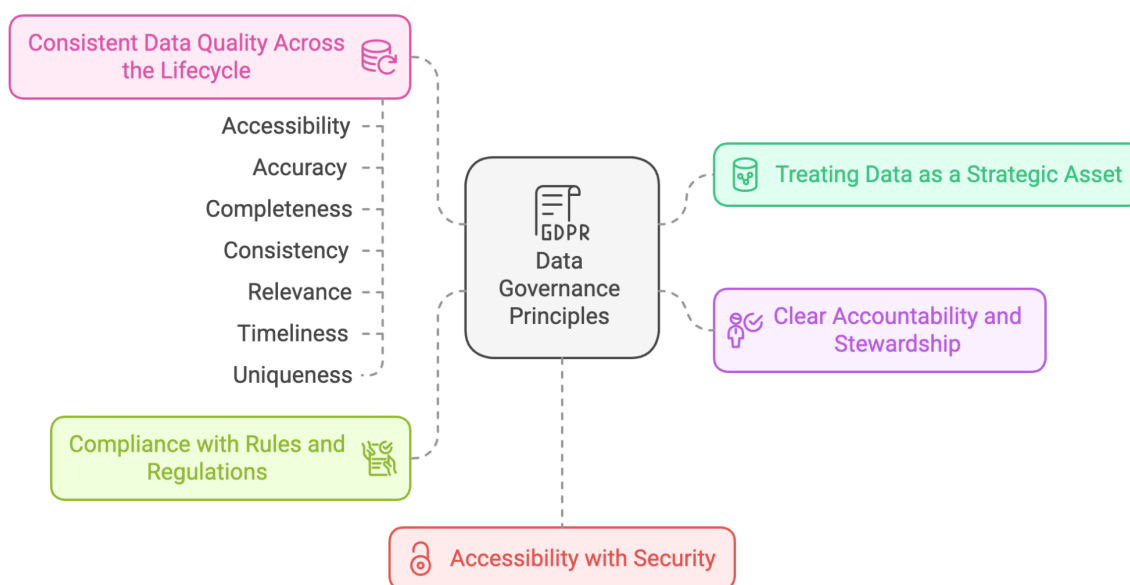 Consistent Data Quality Across
the Lifecycle
Accessibility
Accuracy
Completeness
Consistency
Relevance
Timeliness
Uniqueness
Compliance with Rules and
Regulations
GDPR
Data
Governance
Principles
Treating Data as a Strategic Asset
Clear Accountability and
Stewardship
Accessibility with Security